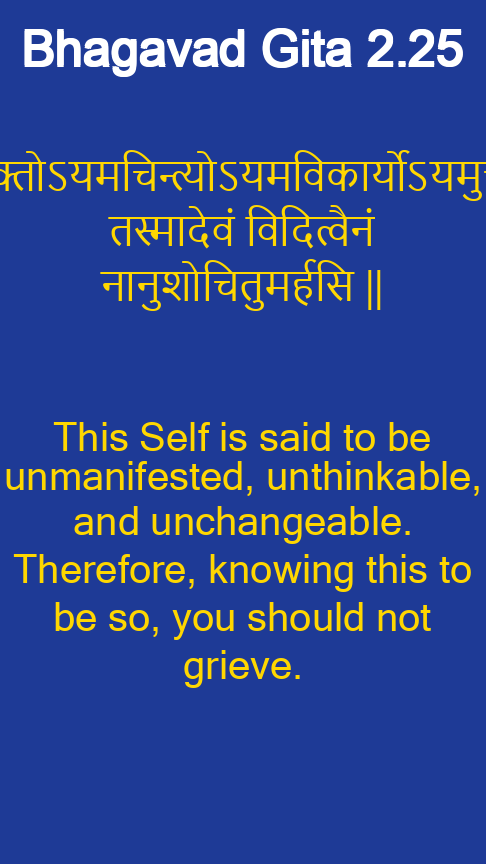 Bhagavad Gita 2.25
क्तोऽयमचिन्त्योऽयमविकार्योऽयमु
तस्मादेवं विदित्वैनं
नानुशोचितुमर्हसि ||
This Self is said to be
unmanifested, unthinkable,
and unchangeable.
Therefore, knowing this to
be so, you should not
grieve.